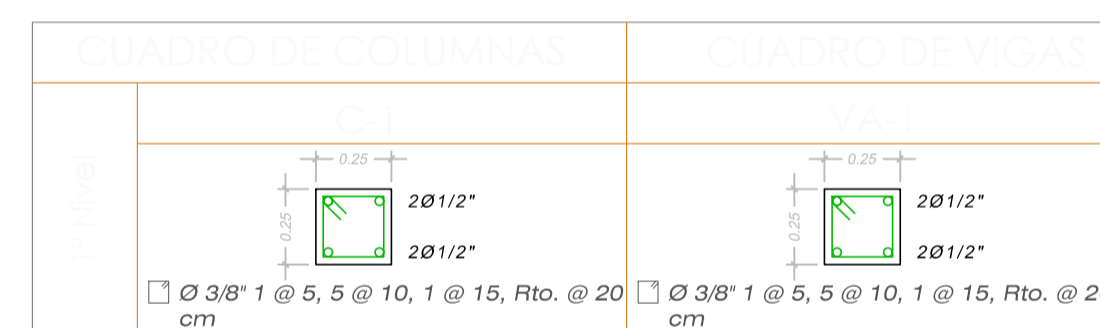 CUADRO DE COLUMNAS
CUADRO DE VIGAS
1° Nivel
C-1
VA-1
0.25
0.25
2Ø1/2"
2Ø1/2"
Ø 3/8" 1 @ 5, 5 @ 10, 1 @ 15, Rto. @ 20
cm
0.25
0.25
2Ø1/2"
2Ø1/2"
Ø 3/8" 1 @ 5, 5 @ 10, 1 @ 15, Rto. @ 2
cm